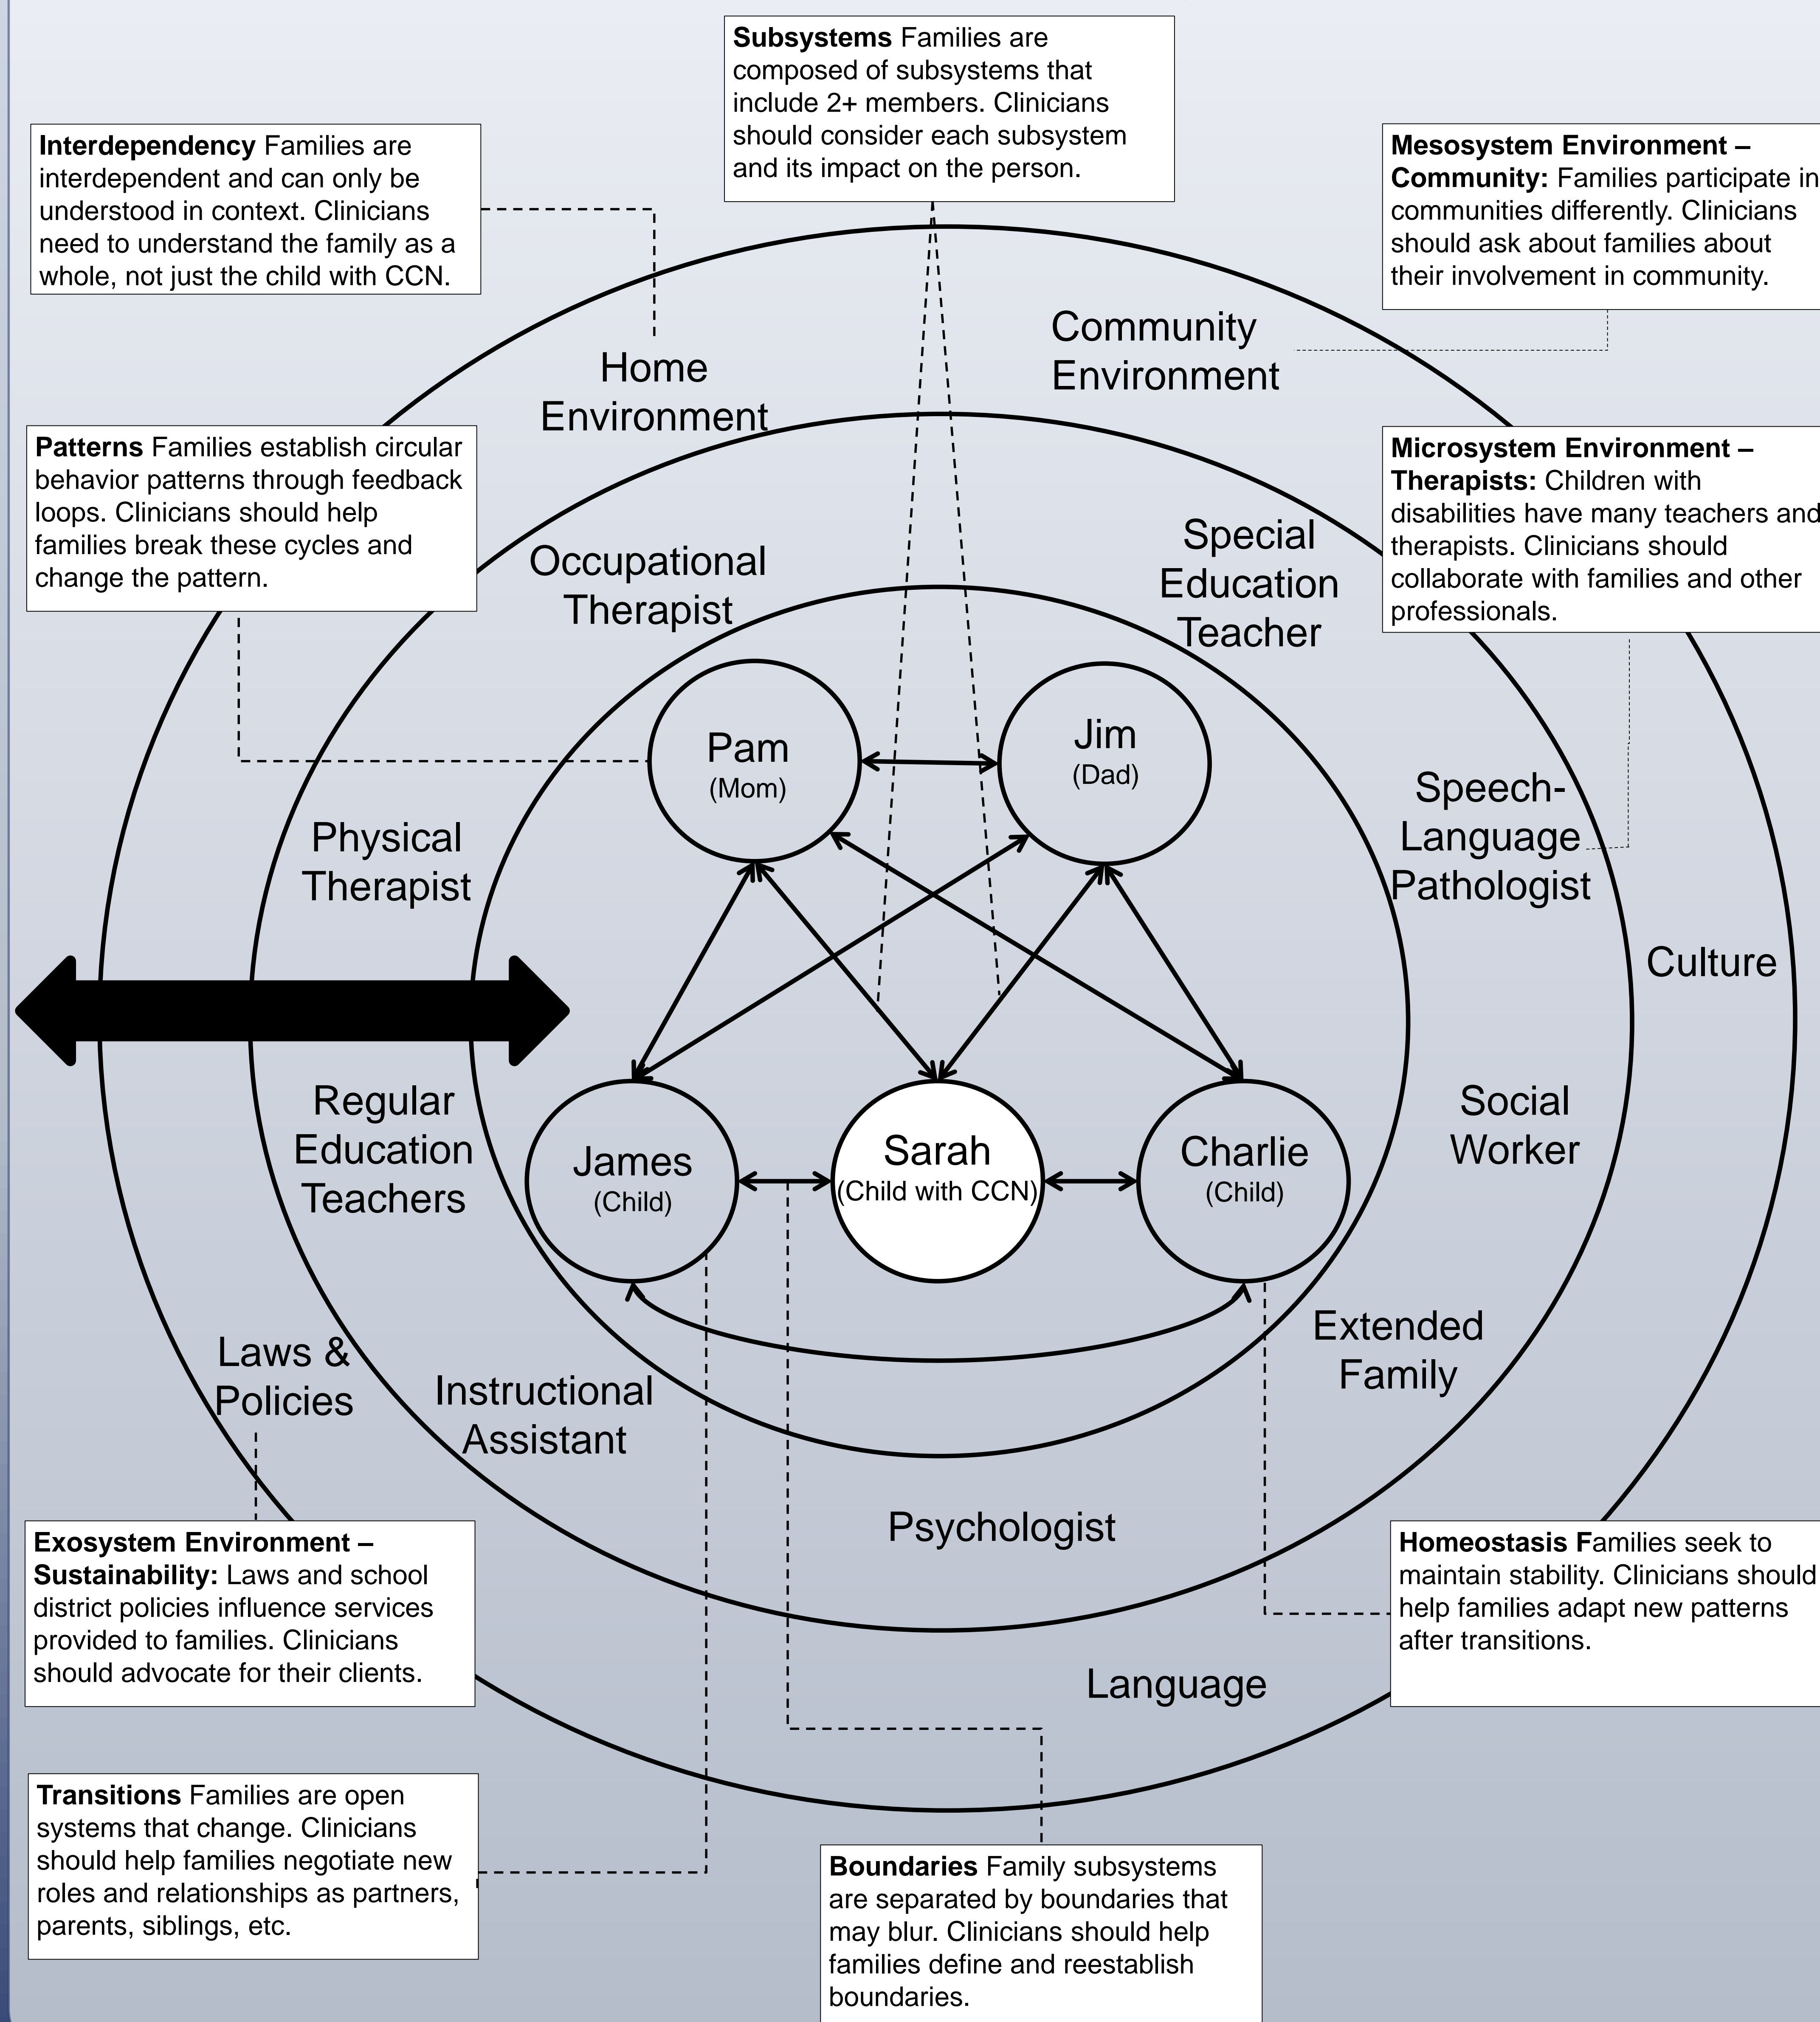 Subsystems Families are
composed of subsystems that
include 2+ members. Clinicians
should consider each subsystem
and its impact on the person.
Interdependency Families are
interdependent and can only be
understood in context. Clinicians
need to understand the family as a
whole, not just the child with CCN.
Mesosystem Environment –
Community: Families participate in
communities differently. Clinicians
should ask about families about
their involvement in community.
Home
Environment
Community
Environment
Patterns Families establish circular
behavior patterns through feedback
loops. Clinicians should help
families break these cycles and
change the pattern.
Microsystem Environment –
Therapists: Children with
disabilities have many teachers and
therapists. Clinicians should
collaborate with families and other
professionals.
Occupational
Therapist
Special
Education
Teacher
Pam
(Mom)
Jim
(Dad)
Physical
Therapist
Speech-
Language
Pathologist
Culture
Regular
Education
Teachers
James
(Child)
Sarah
(Child with CCN)
Charlie
(Child)
Social
Worker
Laws &
Policies
Instructional
Assistant
Extended
Family
Psychologist
Exosystem Environment –
Sustainability: Laws and school
district policies influence services
provided to families. Clinicians
should advocate for their clients.
Homeostasis Families seek to
maintain stability. Clinicians should
help families adapt new patterns
after transitions.
Language
Transitions Families are open
systems that change. Clinicians
should help families negotiate new
roles and relationships as partners,
parents, siblings, etc.
Boundaries Family subsystems
are separated by boundaries that
may blur. Clinicians should help
families define and reestablish
boundaries.